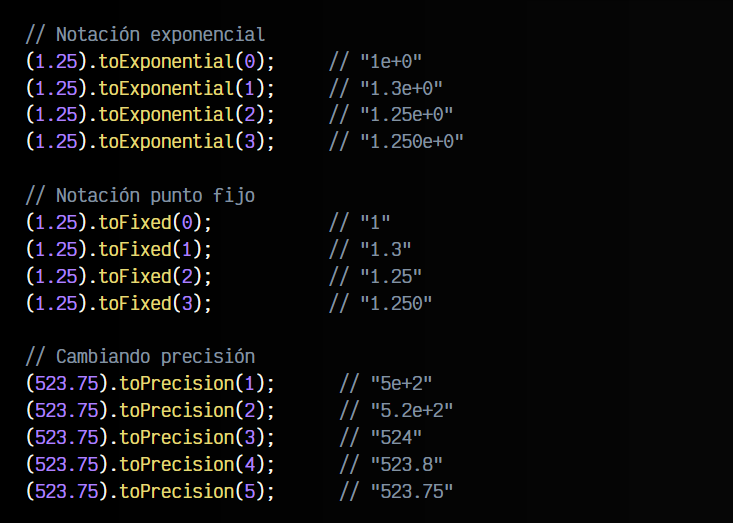 // Notación exponencial
(1.25).toExponential(0);     // "1e+0"
(1.25).toExponential(1);     // "1.3e+0"
(1.25).toExponential(2);     // "1.25e+0"
(1.25).toExponential(3);     // "1.250e+0"
// Notación punto fijo
(1.25).toFixed(0);           // "1"
(1.25).toFixed(1);           // "1.3"
(1.25).toFixed(2);           // "1.25"
(1.25).toFixed(3);           // "1.250"
// Cambiando precisión
(523.75).toPrecision(1);      // "5e+2"
(523.75).toPrecision(2);      // "5.2e+2"
(523.75).toPrecision(3);      // "524"
(523.75).toPrecision(4);      // "523.8"
(523.75).toPrecision(5);      // "523.75"